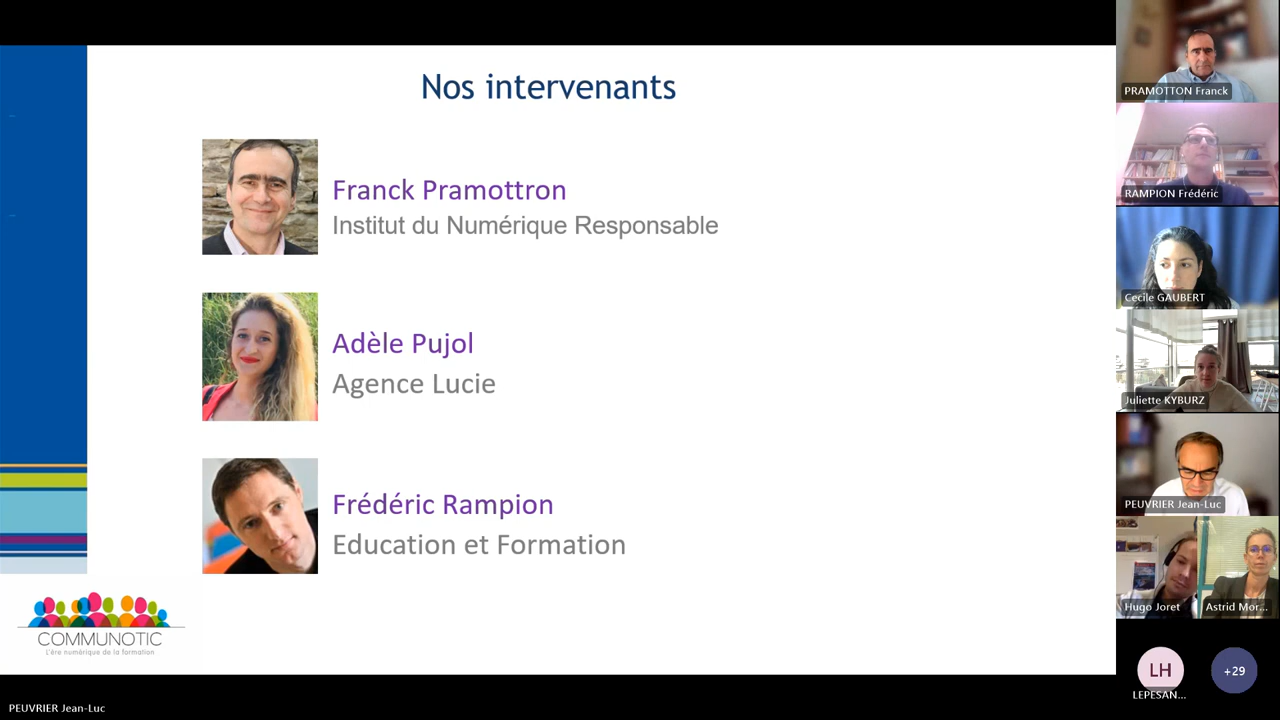 Nos intervenants
Franck Pramottron
Institut du Numérique Responsable
Adèle Pujol
Agence Lucie
Frédéric Rampion
Education et Formation
COMMUNOTIC
L'ère numérique de la formation
PEUVRIER Jean-Luc
PRAMOTTON Franck
RAMPION Frédéric
Cecile GAUBERT
Juliette KYBURZ
PEUVRIER Jean-Luc
Hugo Joret
Astrid Mor...
LH
LEPESAN...
+29